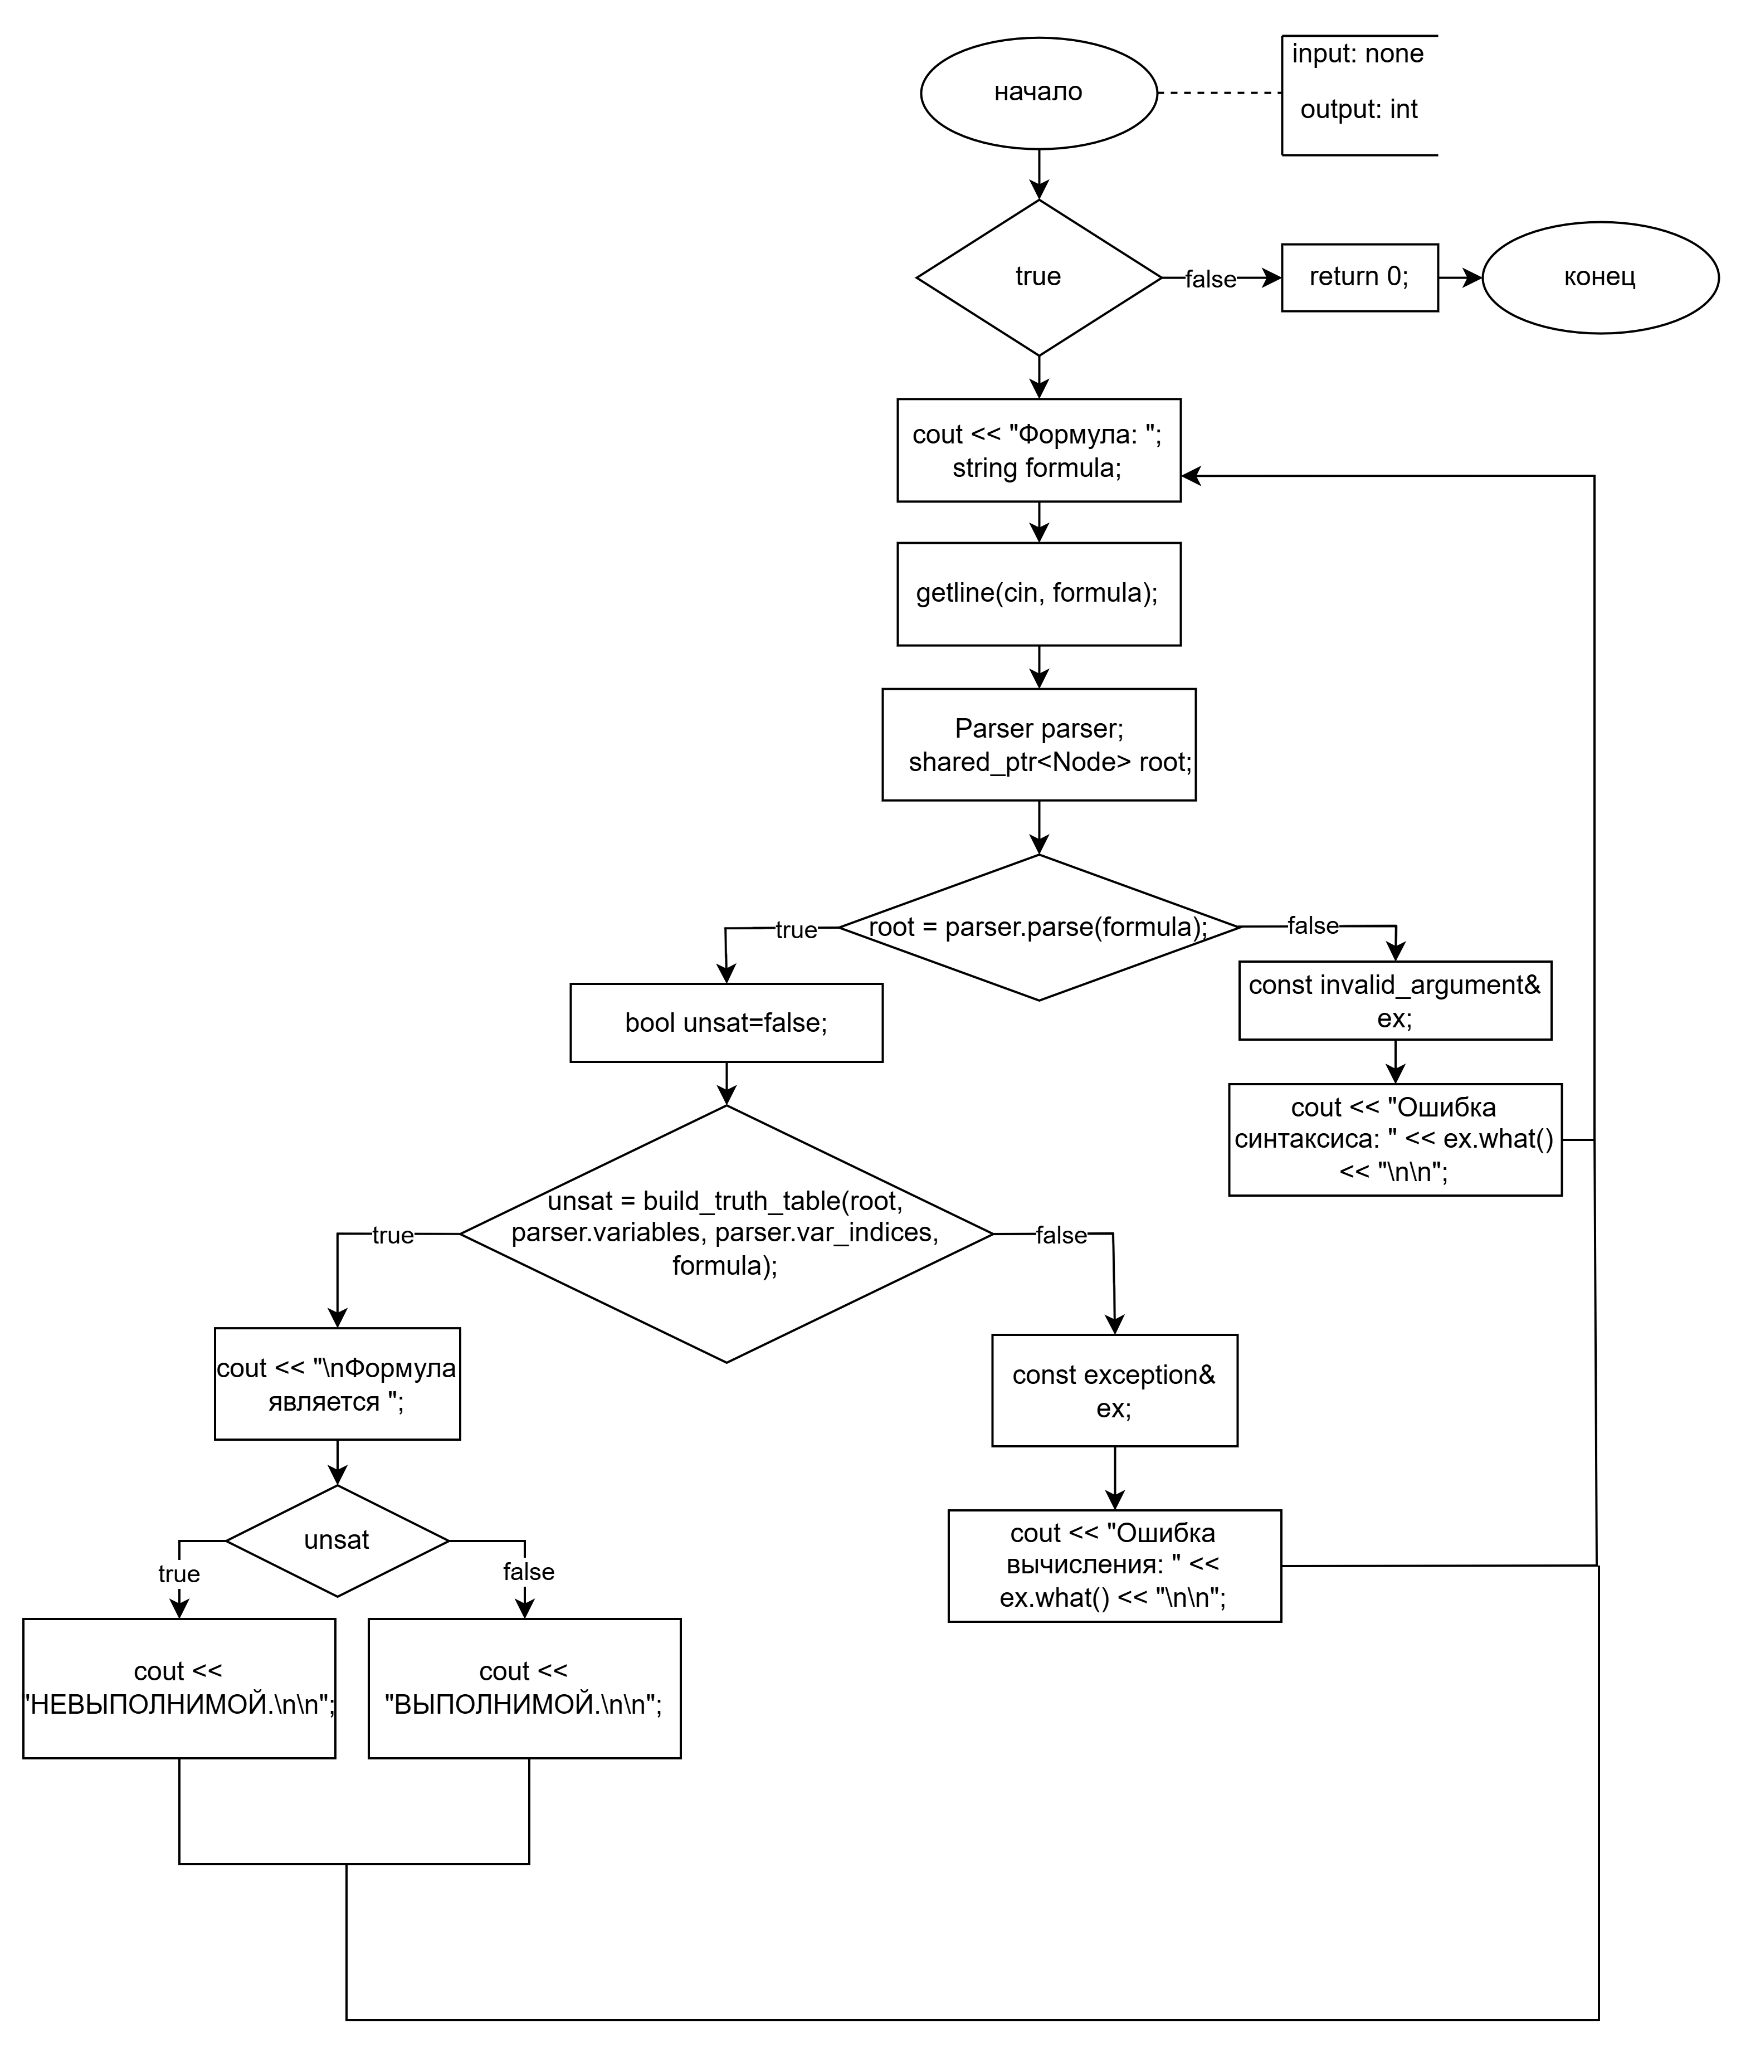 начало
input: none
output: int
true
false
return 0;
конец
cout << "Формула: ";
string formula;
getline(cin, formula);
Parser parser;
shared_ptr<Node> root;
root = parser.parse(formula);
true
false
bool unsat=false;
const invalid_argument&
ex;
cout << "Ошибка
синтаксиса: " << ex.what()
<< "\n\n";
unsat = build_truth_table(root,
parser.variables, parser.var_indices,
formula);
true
false
cout << "\nФормула
является ";
const exception&
ex;
unsat
true
false
cout << "Ошибка
вычисления: " <<
ex.what() << "\n\n";
cout <<
"НЕВЫПОЛНИМОЙ.\n\n";
cout <<
"ВЫПОЛНИМОЙ.\n\n";